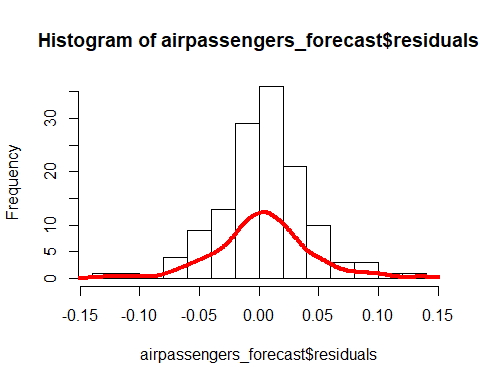 Histogram of airpassengers_forecast$residuals
Frequency
30
20
10
5
0
-0.15 -0.10 -0.05 0.00 0.05 0.10 0.15
airpassengers_forecast$residuals